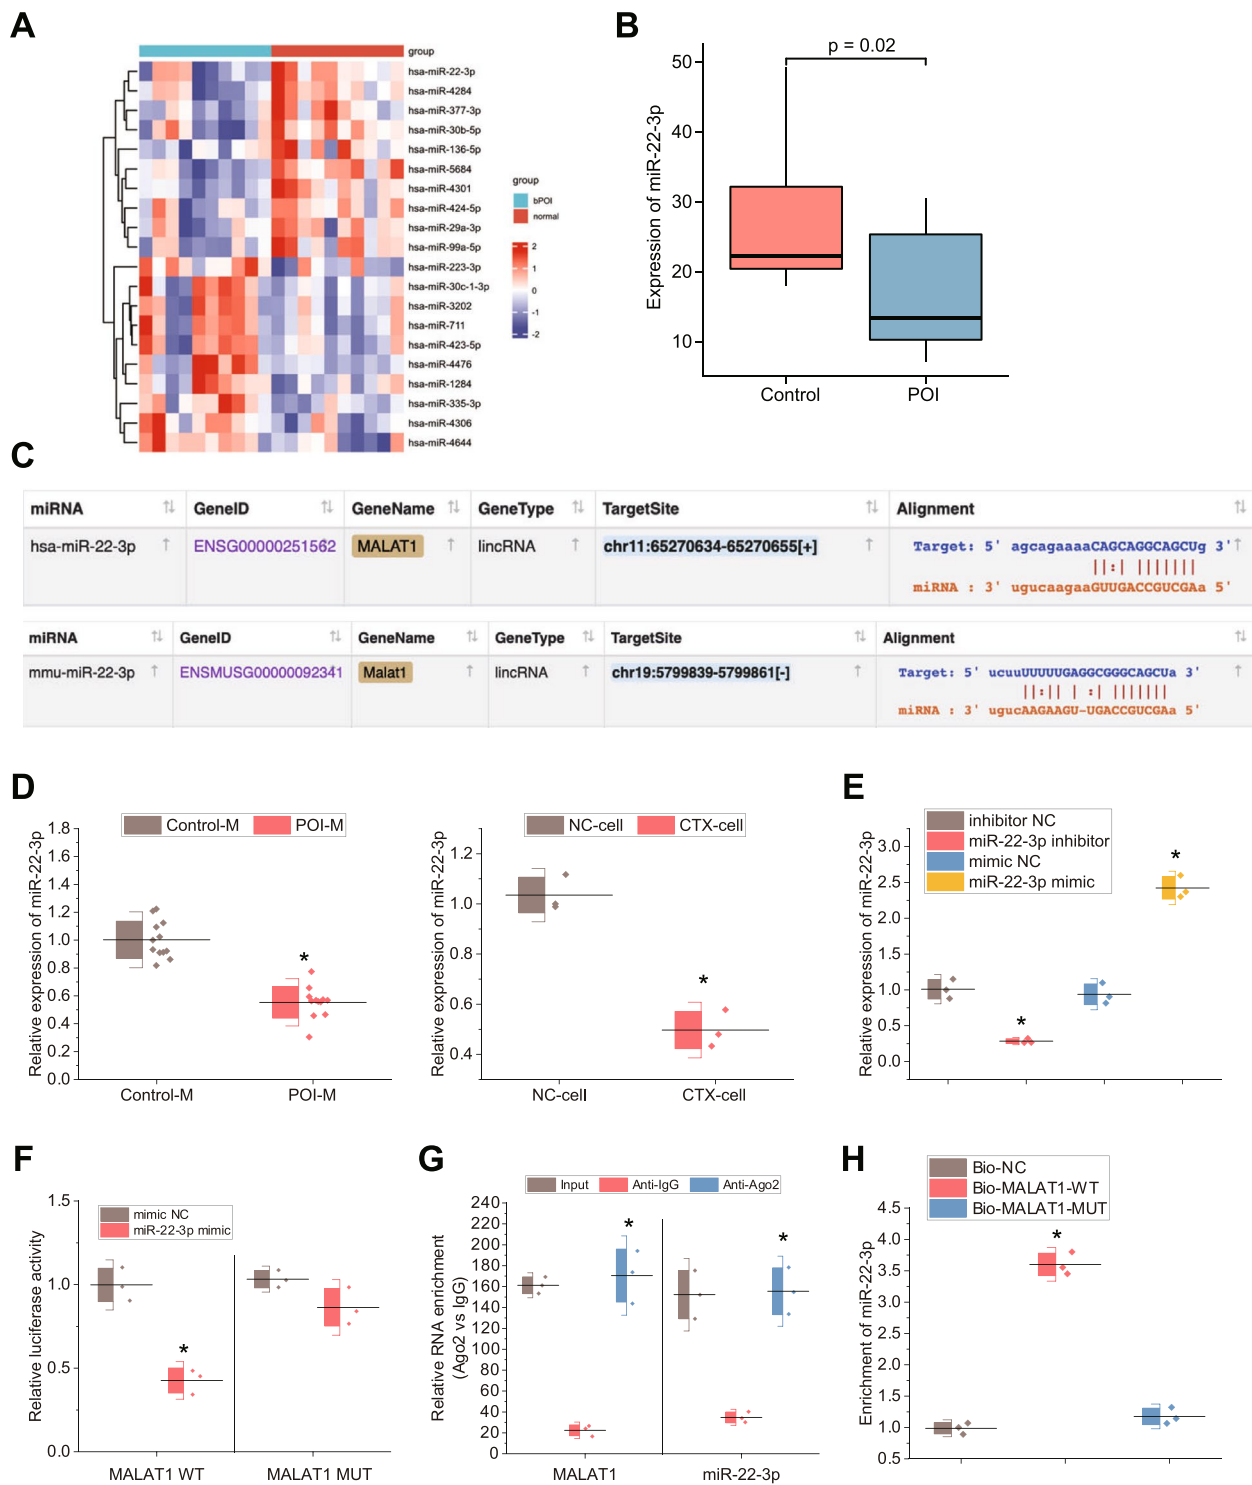 A
group
hsa-miR-22-3p
hsa-miR-4284
hsa-miR-377-3p
hsa-miR-30b-5p
hsa-miR-136-5p
hsa-miR-5684
hsa-miR-4301
hsa-miR-424-5p
hsa-miR-29a-3p
hsa-miR-99a-5p
hsa-miR-223-3p
hsa-miR-30c-1-3p
hsa-miR-3202
hsa-miR-711
hsa-miR-423-5p
hsa-miR-4476
hsa-miR-1284
hsa-miR-335-3p
hsa-miR-4306
hsa-miR-4644
group
bPOI
normal
2
1
0
-1
-2
B
p = 0.02
Expression of miR-22-3p
50
40
30
20
10
Control POI
C
miRNA GeneID GeneName GeneType TargetSite Alignment
hsa-miR-22-3p ENSG00000251562 MALAT1 lincRNA chr11:65270634-65270655[+] Target: 5' agcagaaaaCAGCAGGCAGCUg 3'
||:| |||||||
miRNA : 3' ugucaagaaGUUGACCGUCGAa 5'
miRNA GeneID GeneName GeneType TargetSite Alignment
mmu-miR-22-3p ENSMUSG00000092341 Malat1 lincRNA chr19:5799839-5799861[-] Target: 5' ucuuUUUUUGAGGCGGGCAGCUa 3'
||:|| | :| |||||||
miRNA : 3' ugucAAGAAGU-UGACCGUCGAa 5'
D
Control-M POI-M
Relative expression of miR-22-3p
1.8
1.6
1.4
1.2
1.0
0.8
0.6
0.4
0.2
0.0
*
Control-M POI-M
NC-cell CTX-cell
Relative expression of miR-22-3p
1.2
1.0
0.8
0.6
0.4
*
NC-cell CTX-cell
E
inhibitor NC
miR-22-3p inhibitor
mimic NC
miR-22-3p mimic
Relative expression of miR-22-3p
3.0
2.5
2.0
1.5
1.0
0.5
0.0
*
*
F
mimic NC
miR-22-3p mimic
Relative luciferase activity
1.5
1.0
0.5
0.0
*
MALAT1 WT MALAT1 MUT
G
Input Anti-IgG Anti-Ago2
Relative RNA enrichment
(Ago2 vs IgG)
240
220
200
180
160
140
120
100
80
60
40
20
0
*
*
MALAT1 miR-22-3p
H
Bio-NC
Bio-MALAT1-WT
Bio-MALAT1-MUT
Enrichment of miR-22-3p
4.5
4.0
3.5
3.0
2.5
2.0
1.5
1.0
0.5
*